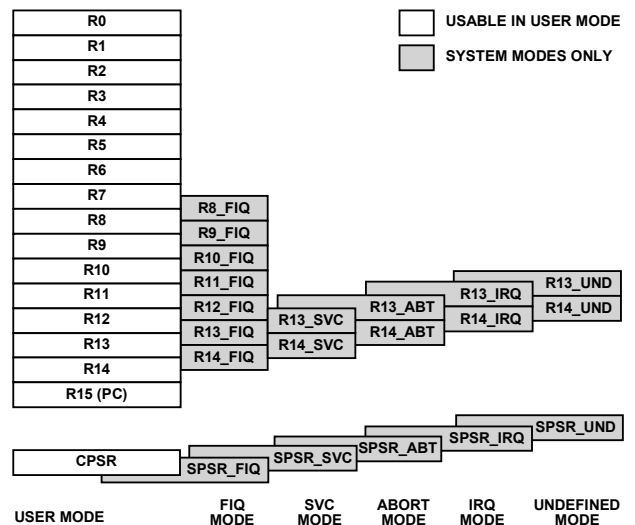 R0
R1
R2
R3
R4
R5
R6
R7
R8
R9
R10
R11
R12
R13
R14
R15 (PC)
R8_FIQ
R9_FIQ
R10_FIQ
R11_FIQ
R12_FIQ
R13_FIQ
R14_FIQ
R13_SVC
R14_SVC
R13_ABT
R14_ABT
R13_IRQ
R14_IRQ
R13_UND
R14_UND
USABLE IN USER MODE
SYSTEM MODES ONLY
CPSR
SPSR_FIQ
SPSR_SVC
SPSR_ABT
SPSR_IRQ
SPSR_UND
USER MODE
FIQ
MODE
SVC
MODE
ABORT
MODE
IRQ
MODE
UNDEFINED
MODE